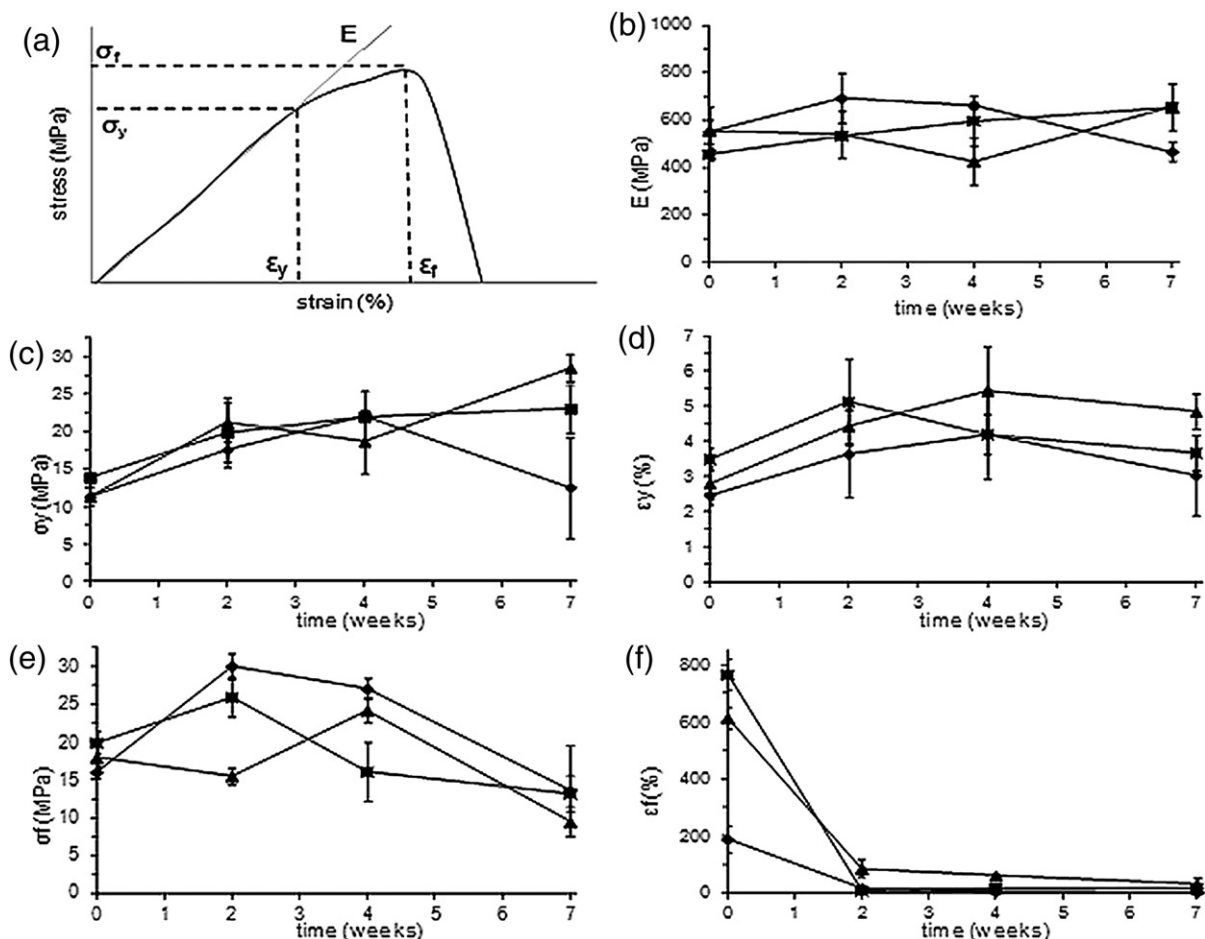 (a)
E
σf
σy
stress (MPa)
εy
εf
strain (%)
(b)
1000
800
600
400
200
0
E (MPa)
0 1 2 3 4 5 6 7
time (weeks)
(c)
30
25
20
15
10
5
0
σy (MPa)
0 1 2 3 4 5 6 7
time (weeks)
(d)
7
6
5
4
3
2
1
0
εy (%)
0 1 2 3 4 5 6 7
time (weeks)
(e)
30
25
20
15
10
5
0
σf (MPa)
0 1 2 3 4 5 6 7
time (weeks)
(f)
800
600
400
200
0
εf(%)
0 1 2 3 4 5 6 7
time (weeks)